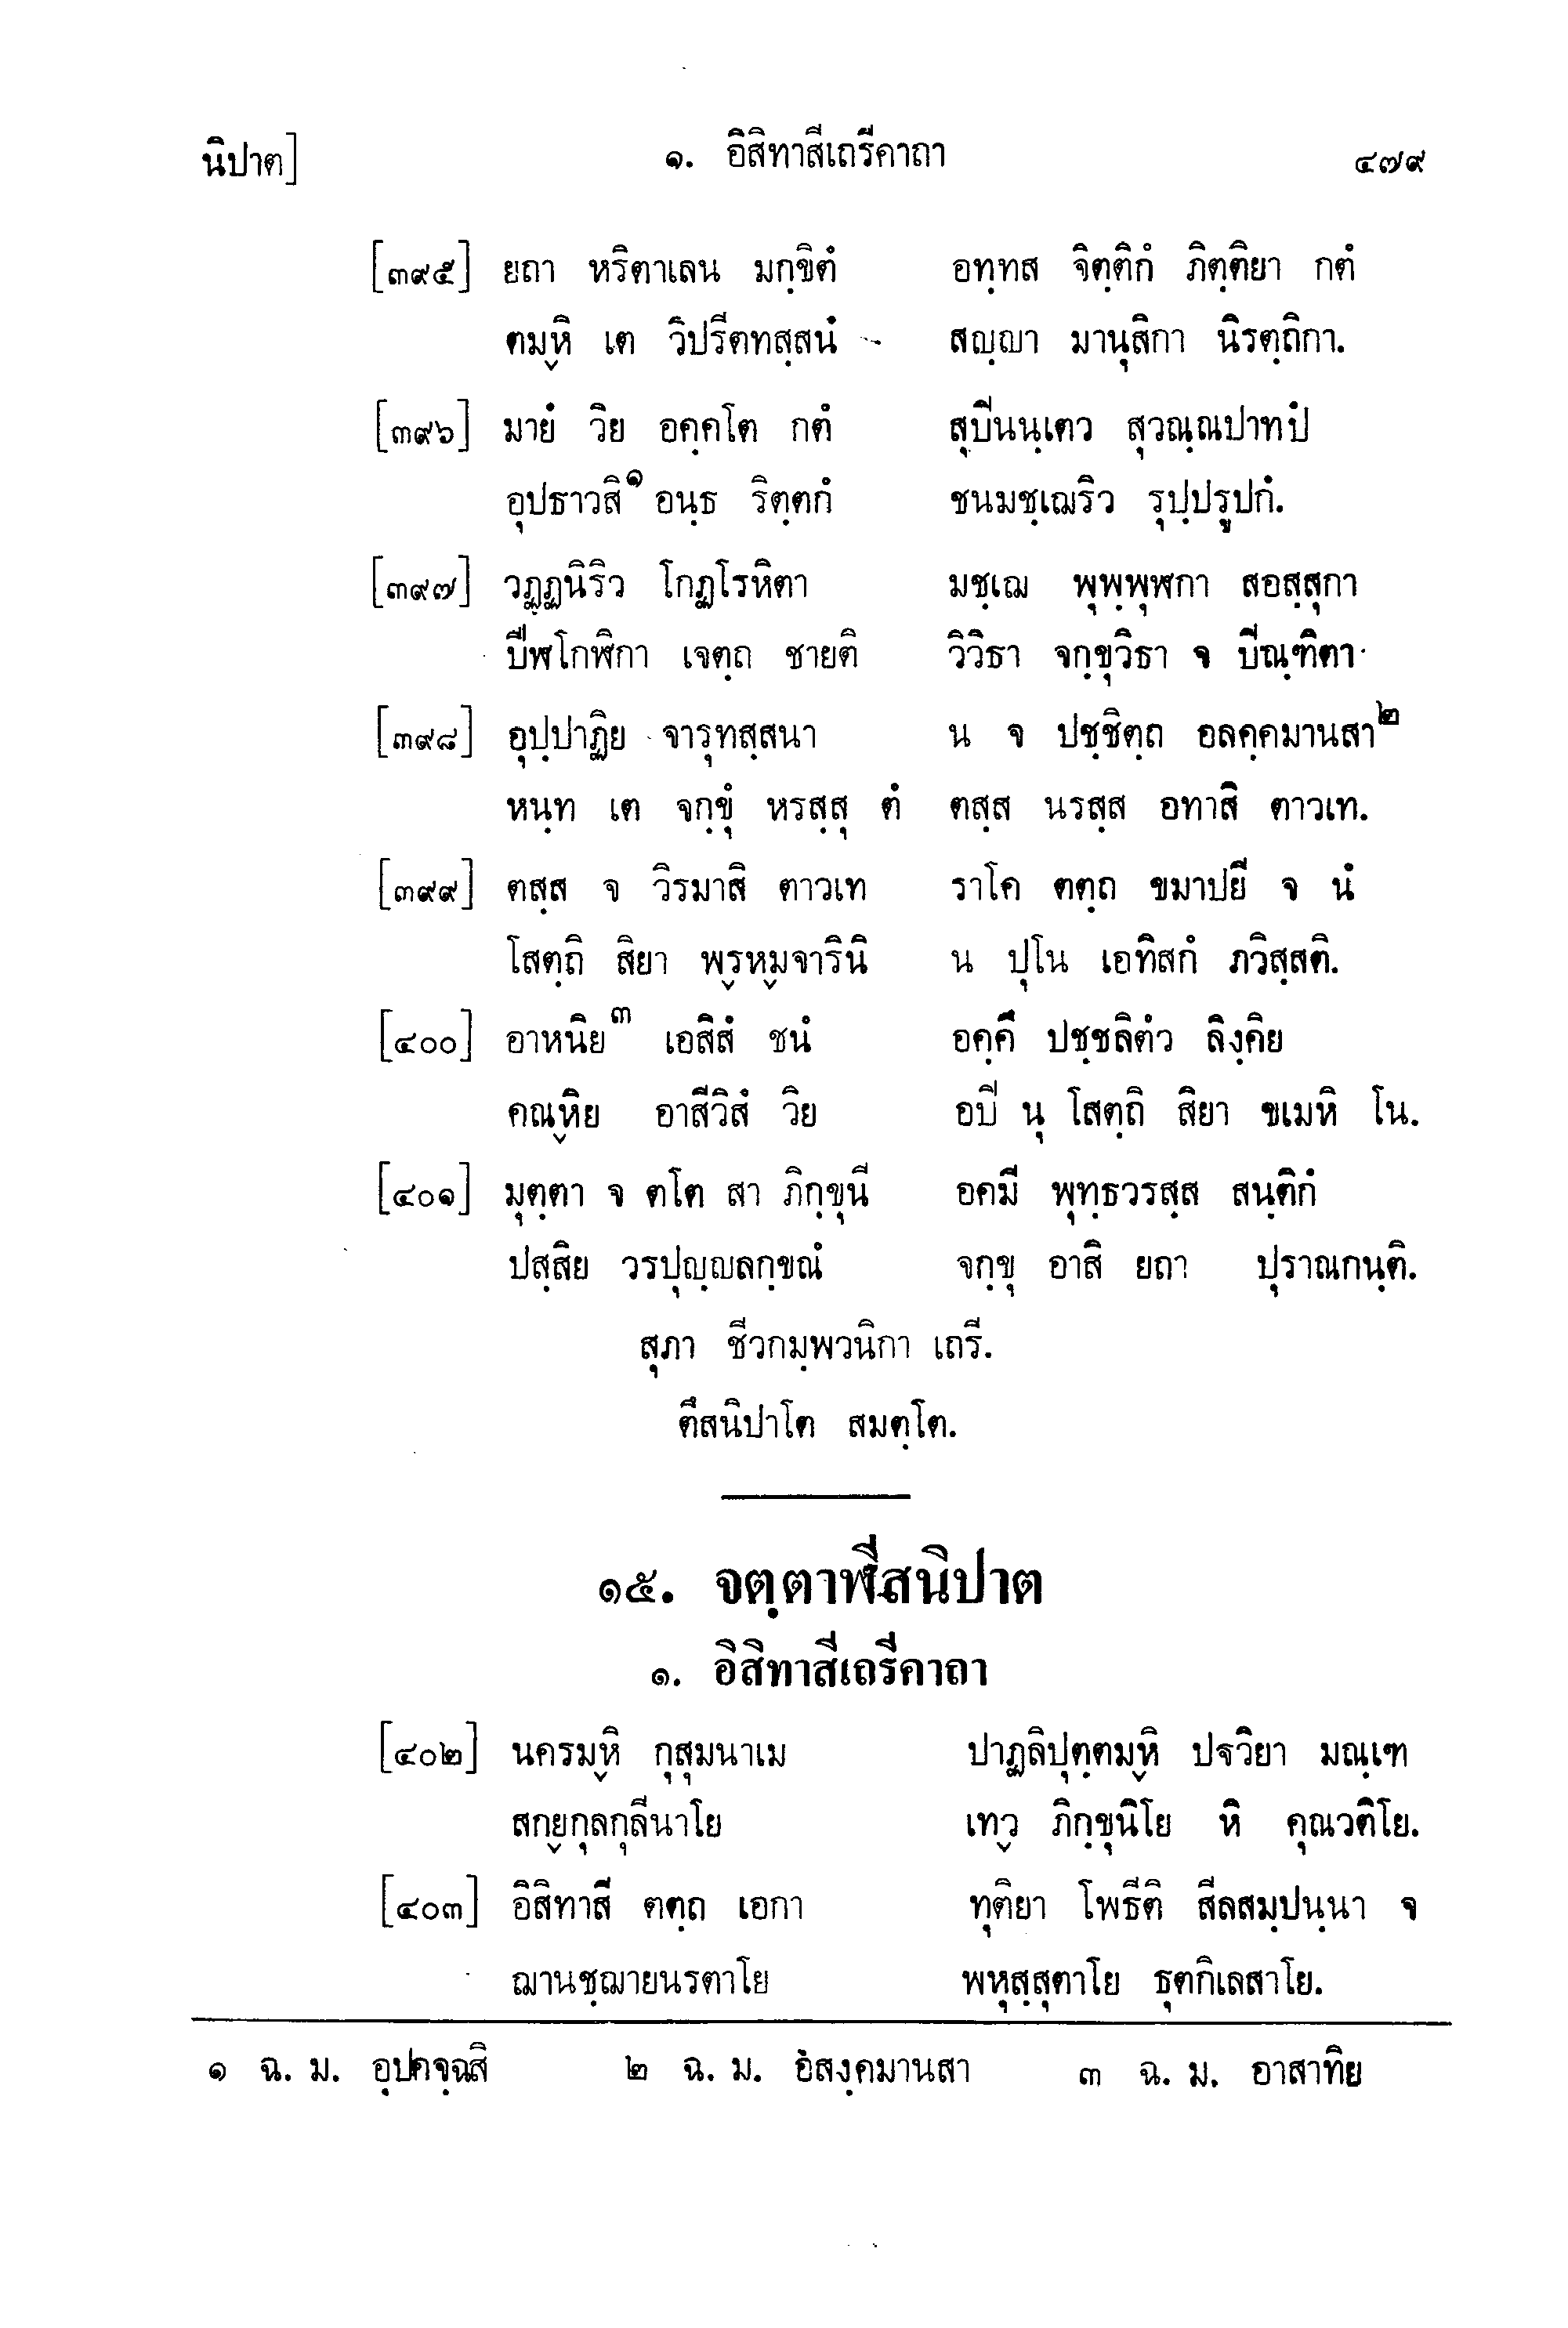 นิปาต] ๑. อิสิทาสีเถรีคาถา ๔๗๙
[๓๙๕] ยถา หริตาเลน มกฺขิตํ อทฺทส จิตฺติกํ ภิตฺติยา กตํ
ตมฺหิ เต วิปรีตทสฺสนํ สญฺญา มานุสิกา นิรตฺถิกา.
[๓๙๖] มายํ วิย อคฺคโต กตํ สุปินนฺเตว สุวณฺณปาทปํ
อุปธาวสิ๑ อนฺธ ริตฺตกํ ชนมชฺเฌริว รุปฺปรูปกํ.
[๓๙๗] วฏฺฏนิริว โกฏโรหิตา มชฺเฌ พุพฺพุฬกา สอสฺสุกา
ปีฬโกฬิกา เจตฺถ ชายติ วิวิธา จกฺขุวิธา จ ปิณฺฑิตา
[๓๙๘] อุปฺปาฏิย จารุทสฺสนา น จ ปชฺชิตฺถ อลคฺคมานสา๒
หนฺท เต จกฺขุํ หรสฺสุ ตํ ตสฺส นรสฺส อทาสิ ตาวเท.
[๓๙๙] ตสฺส จ วิรมาสิ ตาวเท ราโค ตตฺถ ขมาปยี จ นํ
โสตฺถิ สิยา พฺรหฺมจารินิ น ปุโน เอทิสกํ ภวิสฺสติ.
[๔๐๐] อาหนิย๓ เอสิสํ ชนํ อคฺคึ ปชฺชลิตํว ลิงฺคิย
คณฺหิย อาสีวิสํ วิย อปิ นุ โสตฺถิ สิยา ขเมหิ โน.
[๔๐๑] มุตฺตา จ ตโต สา ภิกฺขุนี อคมี พุทฺธวรสฺส สนฺติกํ
ปสฺสิย วรปุญฺญลกฺขณํ จกฺขุ อาสิ ยถา ปุราณกนฺติ.
สุภา ชีวกมฺพวนิกา เถรี.
ตึสนิปาโต สมตฺโต.
๑๕. จตฺตาฬีสนิปาต
๑. อิสิทาสีเถรีคาถา
[๔๐๒] นครมฺหิ กุสุมนาเม ปาฏลิปุตฺตมฺหิ ปฐวิยา มณฺเฑ
สกฺยกุลกุลีนาโย เทฺว ภิกฺขุนิโย หิ คุณวติโย.
[๔๐๓] อิสิทาสี ตตฺถ เอกา ทุติยา โพธีติ สีลสมฺปนฺนา จ
ฌานชฺฌายนรตาโย พหุสฺสุตาโย ธุตกิเลสาโย.
๑ ฉ. ม. อุปคจฺฉสิ ๒ ฉ. ม. อสงฺคมานสา ๓ ฉ. ม. อาสาทิย